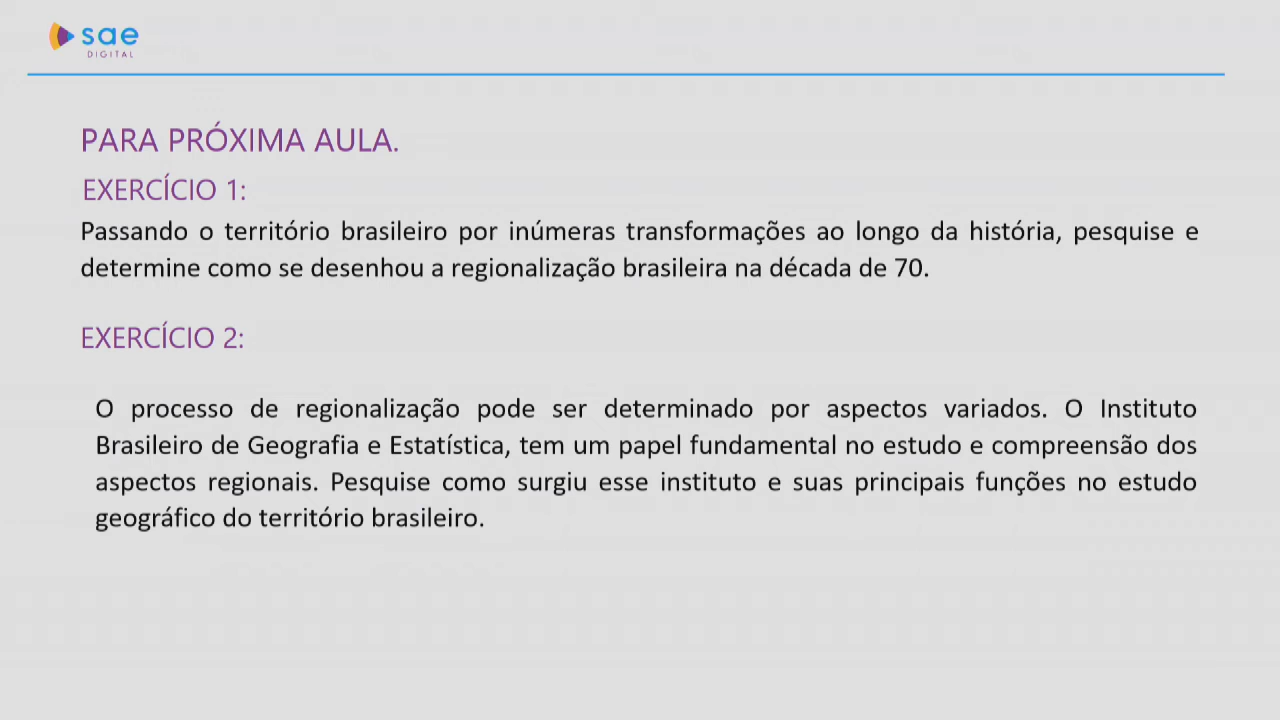 sae
DIGITAL
PARA PRÓXIMA AULA.
EXERCÍCIO 1:
Passando o território brasileiro por inúmeras transformações ao longo da história, pesquise e
determine como se desenhou a regionalização brasileira na década de 70.
EXERCÍCIO 2:
O processo de regionalização pode ser determinado por aspectos variados. O Instituto
Brasileiro de Geografia e Estatística, tem um papel fundamental no estudo e compreensão dos
aspectos regionais. Pesquise como surgiu esse instituto e suas principais funções no estudo
geográfico do território brasileiro.